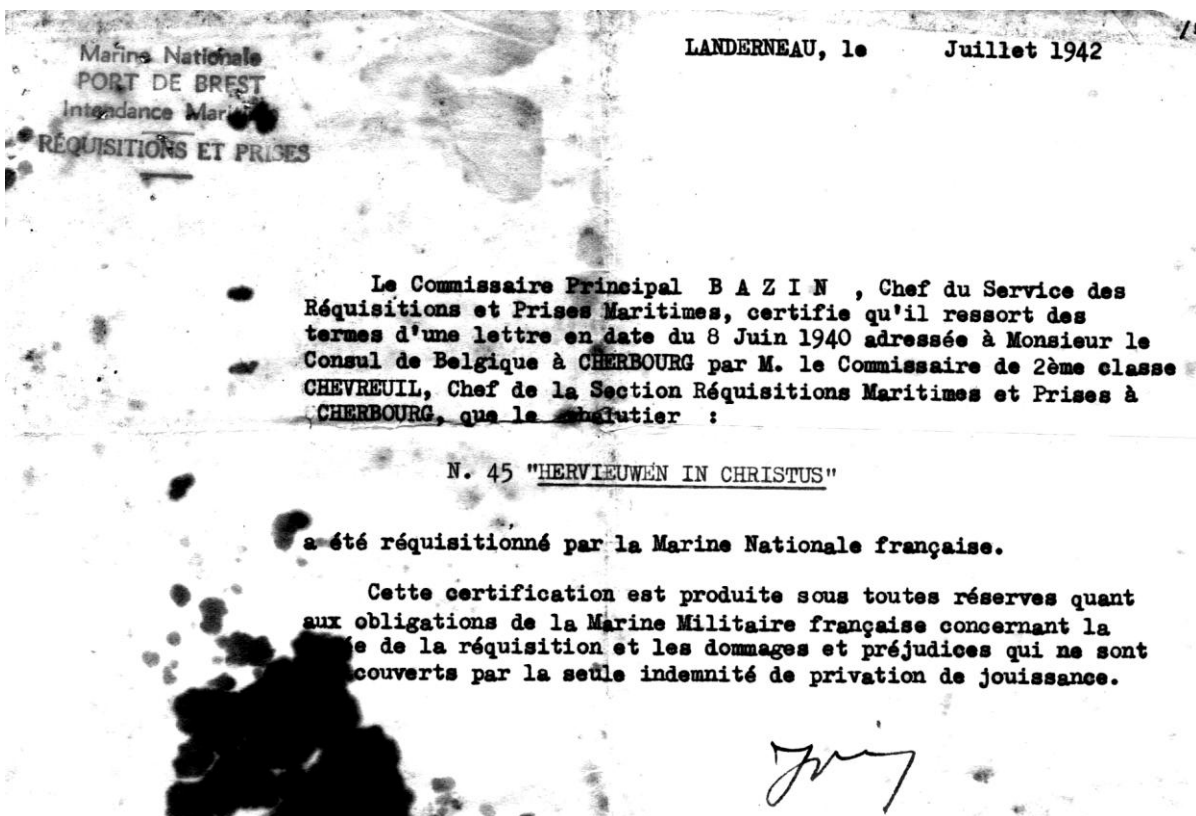 Marine Nationale
PORT DE BREST
Intendance
RÉQUISITIONS ET PRISES
LANDERNEAU, le Juillet 1942
Le Commissaire Principal B A Z I N , Chef du Service des
Réquisitions et Prises Maritimes, certifie qu'il ressort des
termes d'une lettre en date du 8 Juin 1940 adressée à Monsieur le
Consul de Belgique à CHERBOURG par M. le Commissaire de 2ème classe
CHEVREUIL, Chef de la Section Réquisitions Maritimes et Prises à
CHERBOURG, que le :
N. 45 "HERVIEUWEN IN CHRISTUS"
a été réquisitionné par la Marine Nationale française.
Cette certification est produite sous toutes réserves quant
aux obligations de la Marine Militaire française concernant la
de la réquisition et les dommages et préjudices qui ne sont
couverts par la seule indemnité de privation de jouissance.